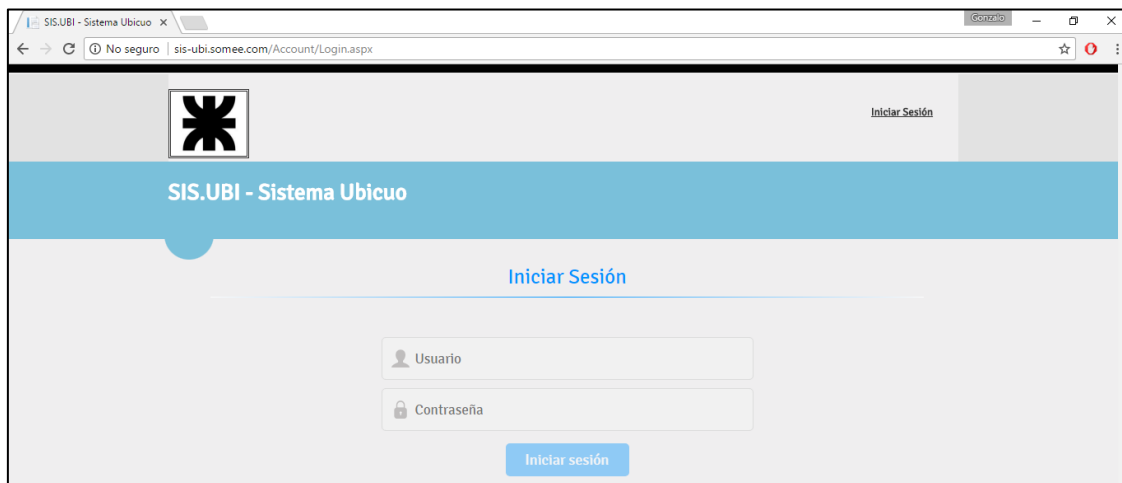 SIS.UBI - Sistema Ubicuo
Gonzalo
No seguro | sis-ubi.somee.com/Account/Login.aspx
Iniciar Sesión
SIS.UBI - Sistema Ubicuo
Iniciar Sesión
Usuario
Contraseña
Iniciar sesión